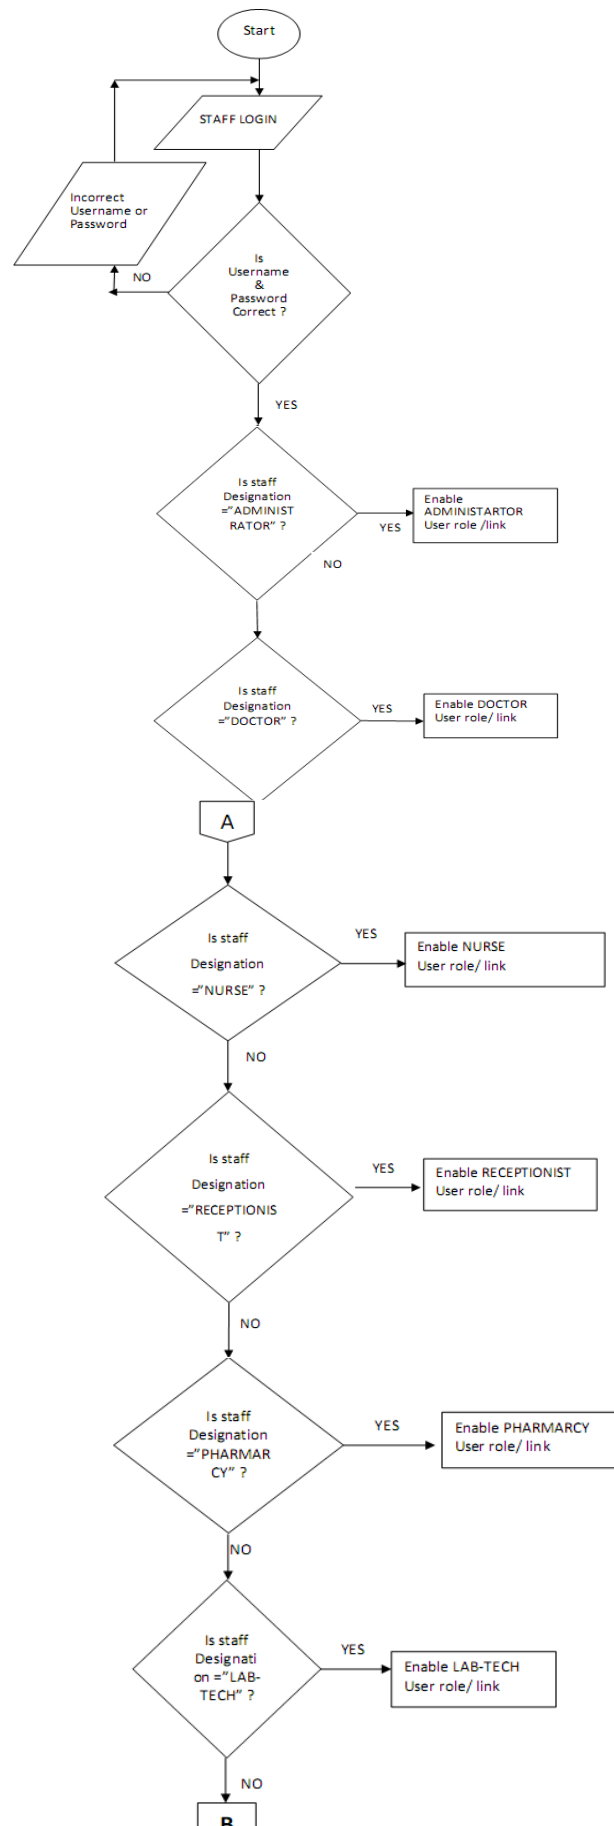 Start
STAFF LOGIN
Incorrect
Username or
Password
NO
Is
Username
&
Password
Correct ?
YES
Is staff
Designation
="ADMINIST
RATOR" ?
YES
Enable
ADMINISTARTOR
User role /link
NO
Is staff
Designation
="DOCTOR" ?
YES
Enable DOCTOR
User role/ link
A
Is staff
Designation
="NURSE" ?
YES
Enable NURSE
User role/ link
NO
Is staff
Designation
="RECEPTIONIS
T" ?
YES
Enable RECEPTIONIST
User role/ link
NO
Is staff
Designation
="PHARMAR
CY" ?
YES
Enable PHARMARCY
User role/ link
NO
Is staff
Designati
on ="LAB-
TECH" ?
YES
Enable LAB-TECH
User role/ link
NO
B